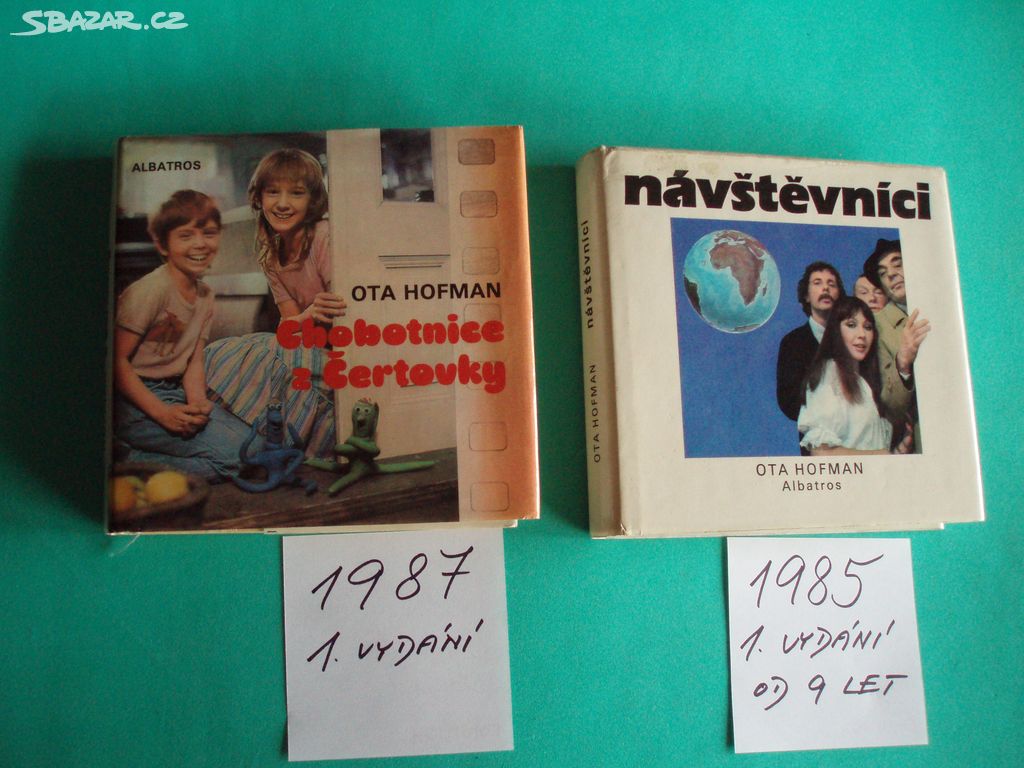 SBAZAR.CZ
ALBATROS
OTA HOFMAN
Chobotnice
z Čertovky
návštěvníci
OTA HOFMAN
Albatros
OTA HOFMAN návštěvníci
1987
1. VYDÁNÍ
1985
1. VYDÁNÍ
OD 9 LET